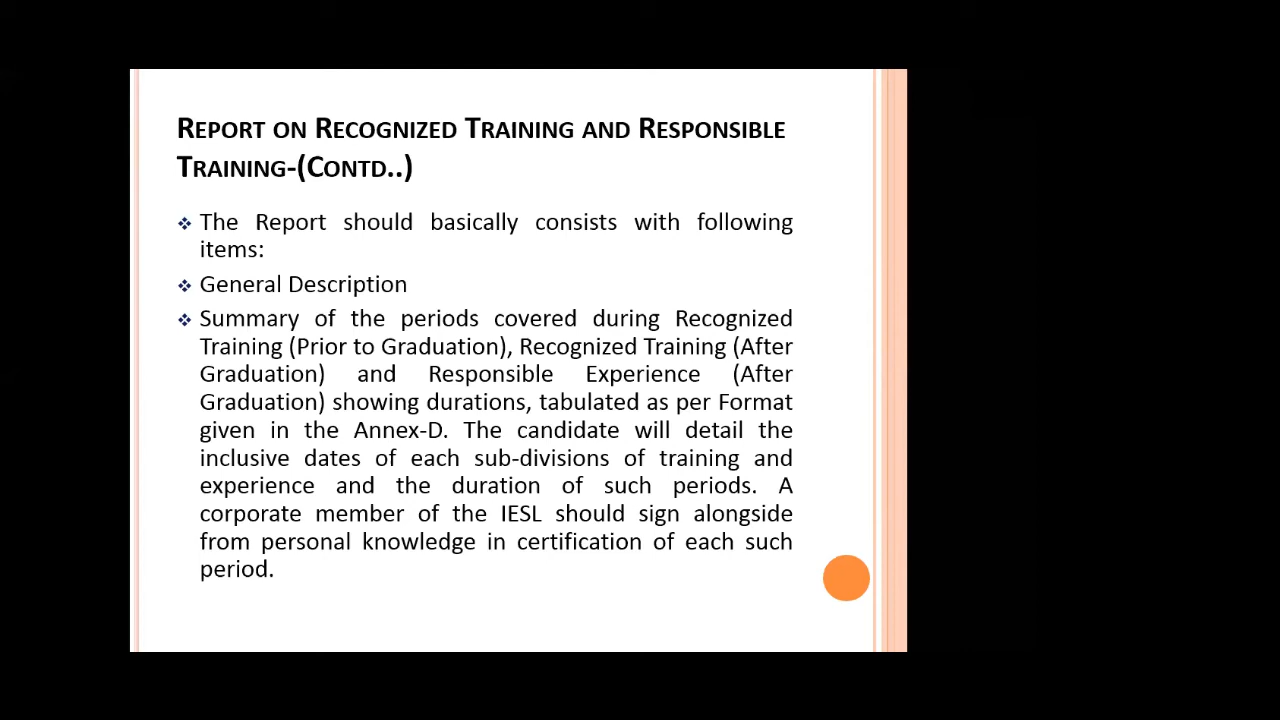 REPORT ON RECOGNIZED TRAINING AND RESPONSIBLE
TRAINING-(CONTD..)
The Report should basically consists with following
items:
General Description
Summary of the periods covered during Recognized
Training (Prior to Graduation), Recognized Training (After
Graduation) and Responsible Experience (After
Graduation) showing durations, tabulated as per Format
given in the Annex-D. The candidate will detail the
inclusive dates of each sub-divisions of training and
experience and the duration of such periods. A
corporate member of the IESL should sign alongside
from personal knowledge in certification of each such
period.